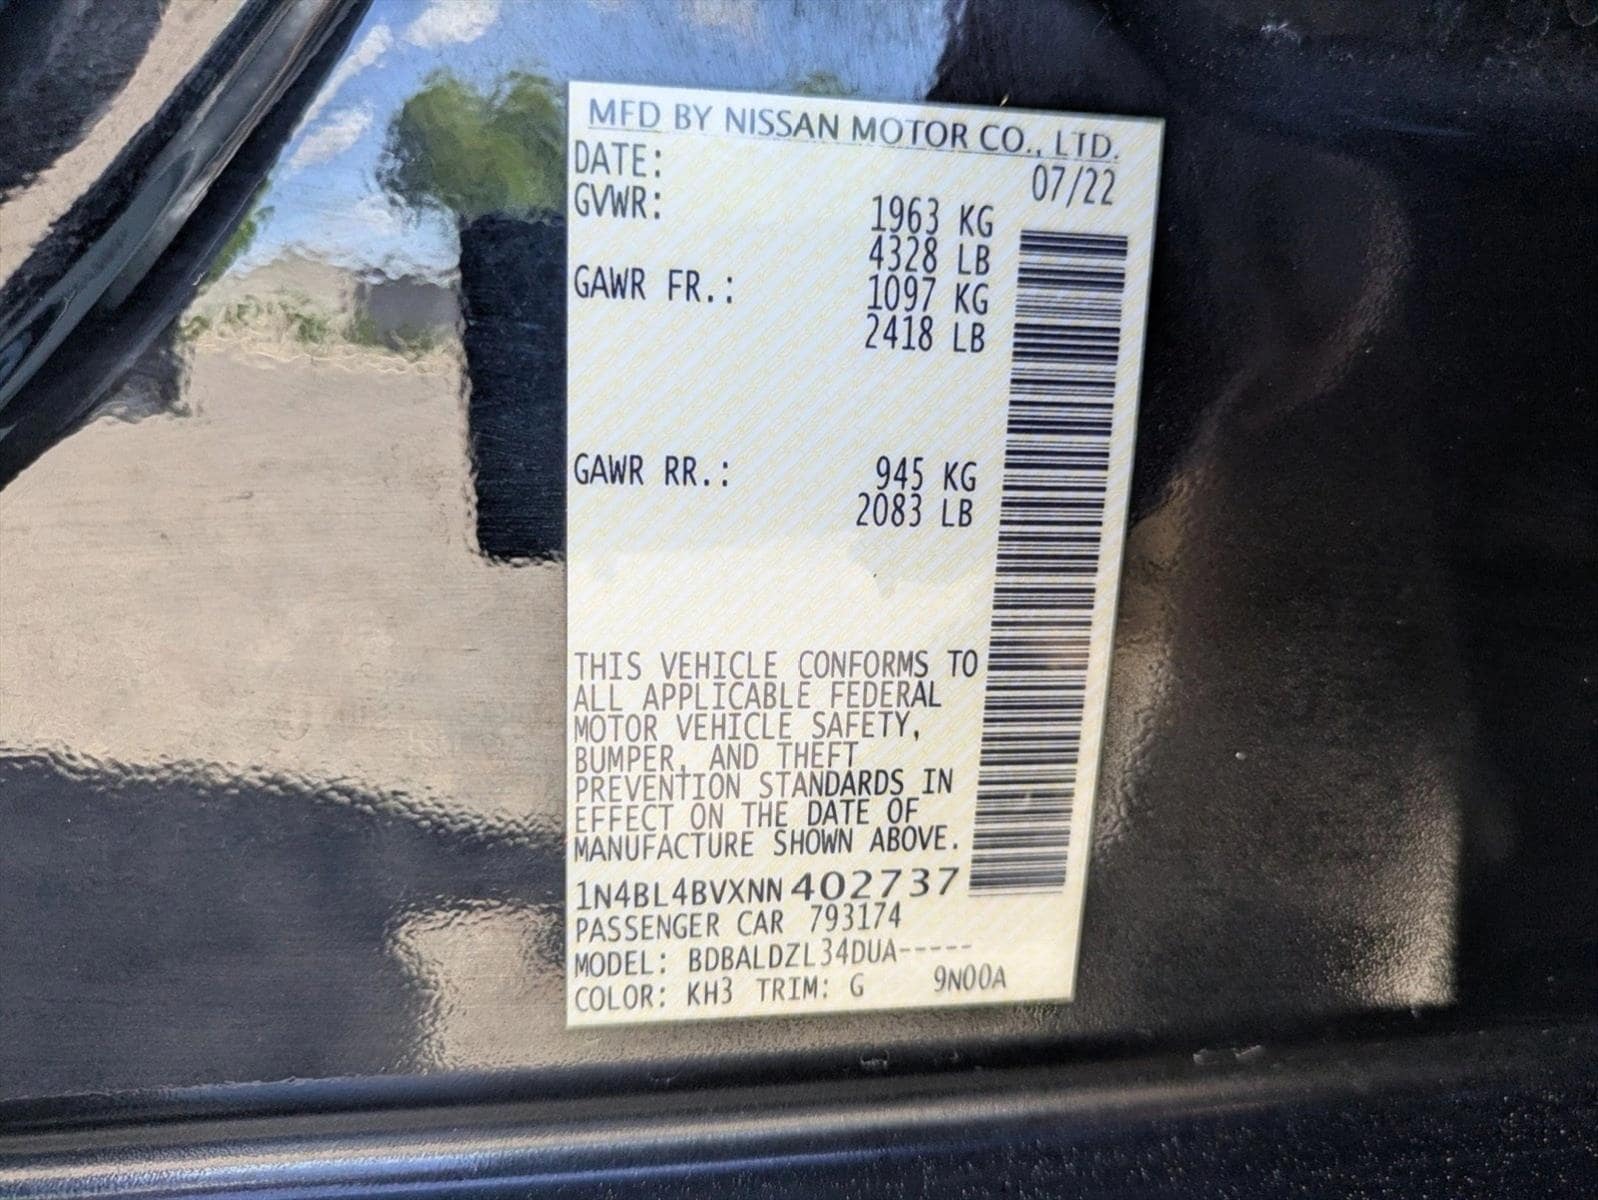 MFD BY NISSAN MOTOR CO., LTD.
DATE: 07/22
GVWR: 1963 KG
4328 LB
GAWR FR.: 1097 KG
2418 LB
GAWR RR.: 945 KG
2083 LB
THIS VEHICLE CONFORMS TO
ALL APPLICABLE FEDERAL
MOTOR VEHICLE SAFETY,
BUMPER, AND THEFT
PREVENTION STANDARDS IN
EFFECT ON THE DATE OF
MANUFACTURE SHOWN ABOVE.
1N4BL4BVXNN402737
PASSENGER CAR 793174
MODEL: BDBALDZL34DUA-----
COLOR: KH3 TRIM: G 9N00A